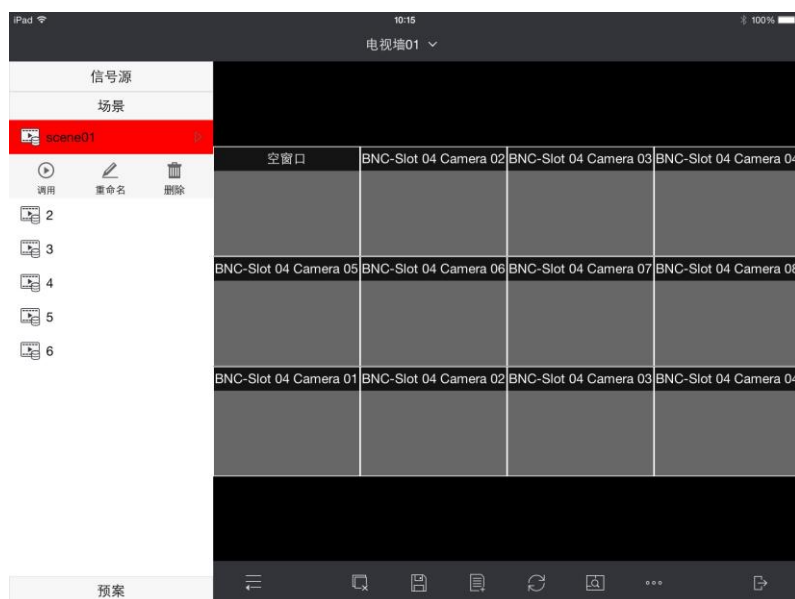 iPad 10:15 100%
电视墙01
信号源
场景
scene01
调用 重命名 删除
2
3
4
5
6
预案
空窗口 BNC-Slot 04 Camera 02 BNC-Slot 04 Camera 03 BNC-Slot 04 Camera 04
BNC-Slot 04 Camera 05 BNC-Slot 04 Camera 06 BNC-Slot 04 Camera 07 BNC-Slot 04 Camera 08
BNC-Slot 04 Camera 01 BNC-Slot 04 Camera 02 BNC-Slot 04 Camera 03 BNC-Slot 04 Camera 04